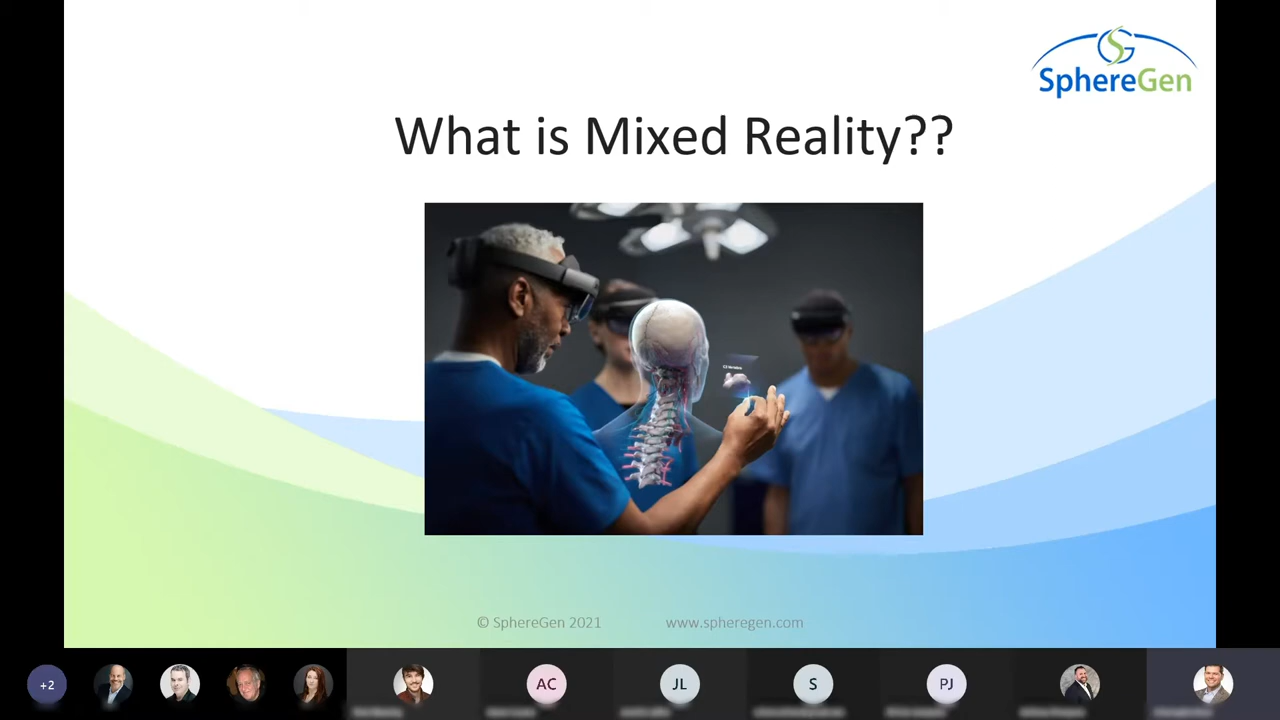 SphereGen
What is Mixed Reality??
© SphereGen 2021 www.spheregen.com
+2
AC
JL
S
PJ